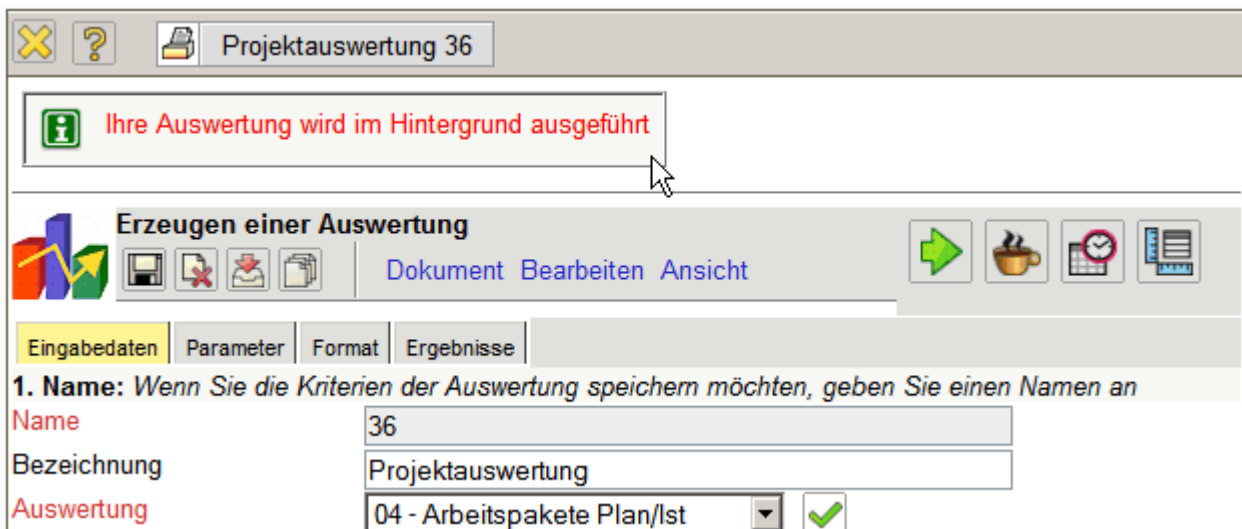 Projektauswertung 36
Ihre Auswertung wird im Hintergrund ausgeführt
Erzeugen einer Auswertung
Dokument Bearbeiten Ansicht
Eingabedaten Parameter Format Ergebnisse
1. Name: Wenn Sie die Kriterien der Auswertung speichern möchten, geben Sie einen Namen an
Name 36
Bezeichnung Projektauswertung
Auswertung 04 - Arbeitspakete Plan/Ist